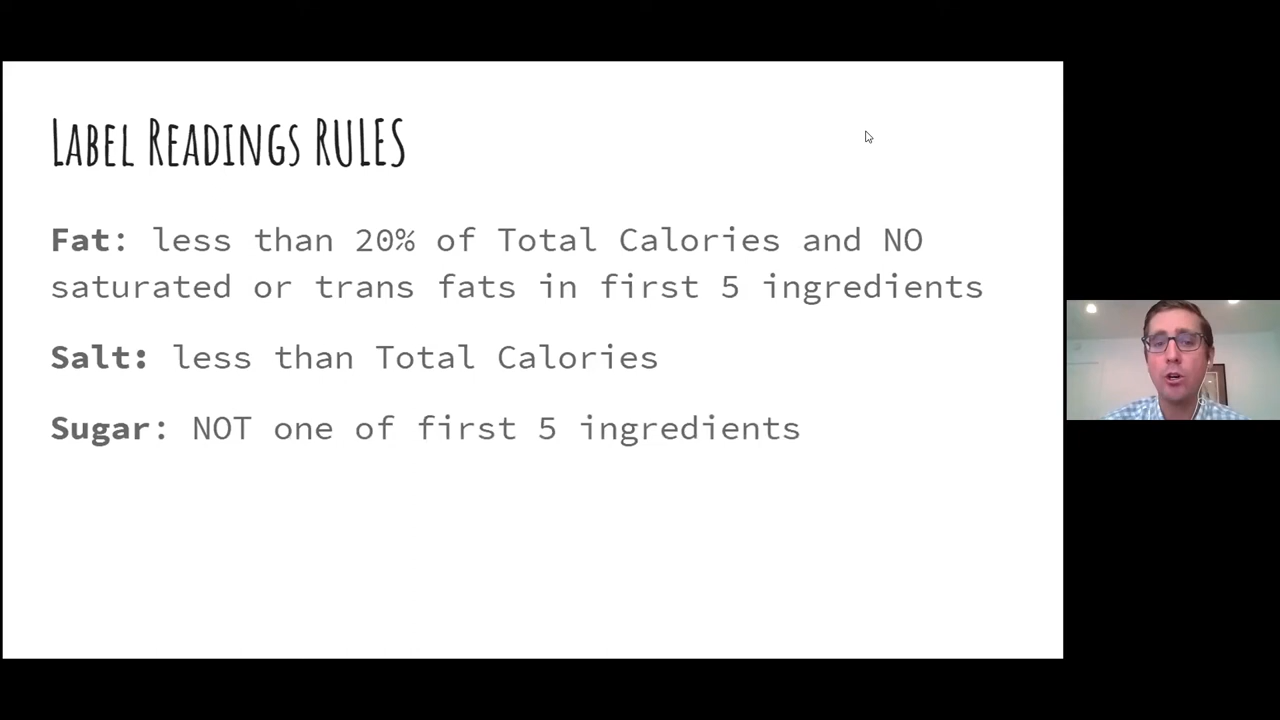 Label Readings RULES
Fat: less than 20% of Total Calories and NO
saturated or trans fats in first 5 ingredients
Salt: less than Total Calories
Sugar: NOT one of first 5 ingredients